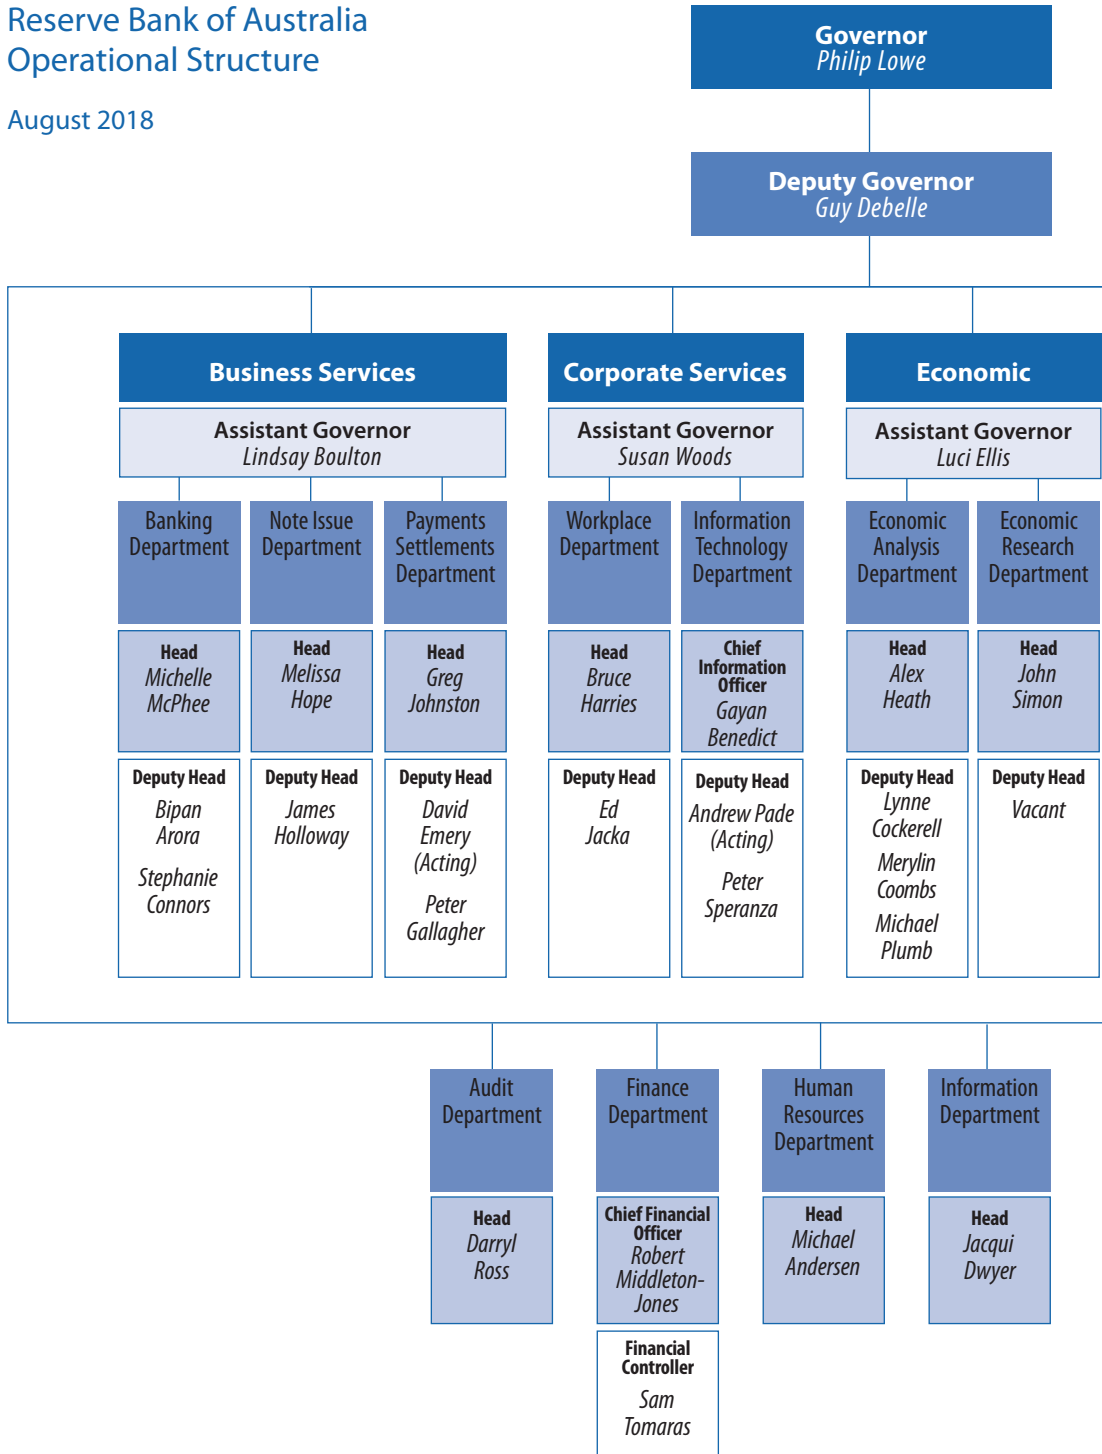 Reserve Bank of Australia
Operational Structure
August 2018
Governor
Philip Lowe
Deputy Governor
Guy Debelle
Business Services
Assistant Governor
Lindsay Boulton
Banking
Department
Head
Michelle
McPhee
Deputy Head
Bipan
Arora
Stephanie
Connors
Note Issue
Department
Head
Melissa
Hope
Deputy Head
James
Holloway
Payments
Settlements
Department
Head
Greg
Johnston
Deputy Head
David
Emery
(Acting)
Peter
Gallagher
Corporate Services
Assistant Governor
Susan Woods
Workplace
Department
Head
Bruce
Harries
Deputy Head
Ed
Jacka
Information
Technology
Department
Chief
Information
Officer
Gayan
Benedict
Deputy Head
Andrew Pade
(Acting)
Peter
Speranza
Economic
Assistant Governor
Luci Ellis
Economic
Analysis
Department
Head
Alex
Heath
Deputy Head
Lynne
Cockerell
Merylin
Coombs
Michael
Plumb
Economic
Research
Department
Head
John
Simon
Deputy Head
Vacant
Audit
Department
Head
Darryl
Ross
Finance
Department
Chief Financial
Officer
Robert
Middleton-
Jones
Financial
Controller
Sam
Tomaras
Human
Resources
Department
Head
Michael
Andersen
Information
Department
Head
Jacqui
Dwyer